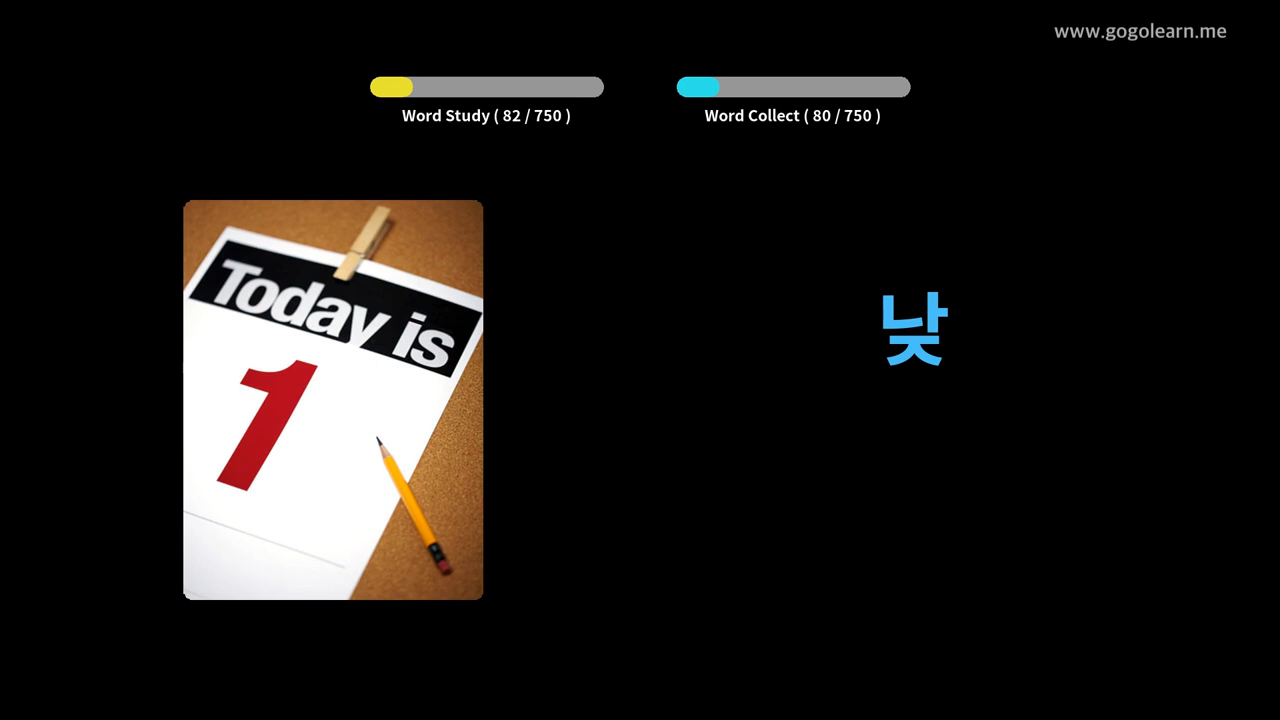 www.gogolearn.me
Word Study ( 82 / 750 )
Word Collect ( 80 / 750 )
Today is
1
낮